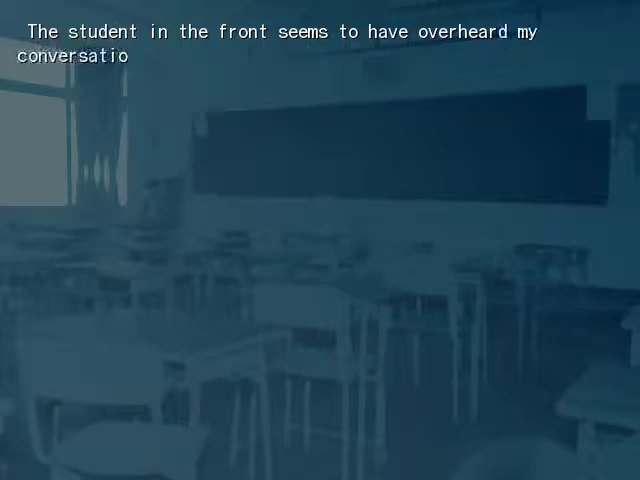 The student in the front seems to have overheard my
conversatio